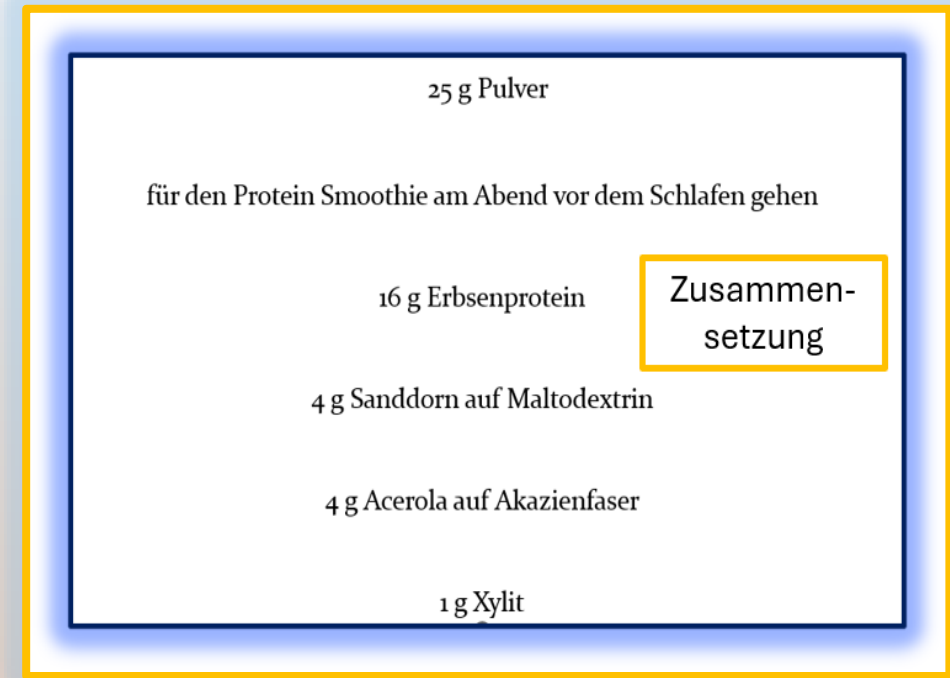 25 g Pulver
für den Protein Smoothie am Abend vor dem Schlafen gehen
16 g Erbsenprotein
Zusammen-
setzung
4 g Sanddorn auf Maltodextrin
4 g Acerola auf Akazienfaser
1 g Xylit